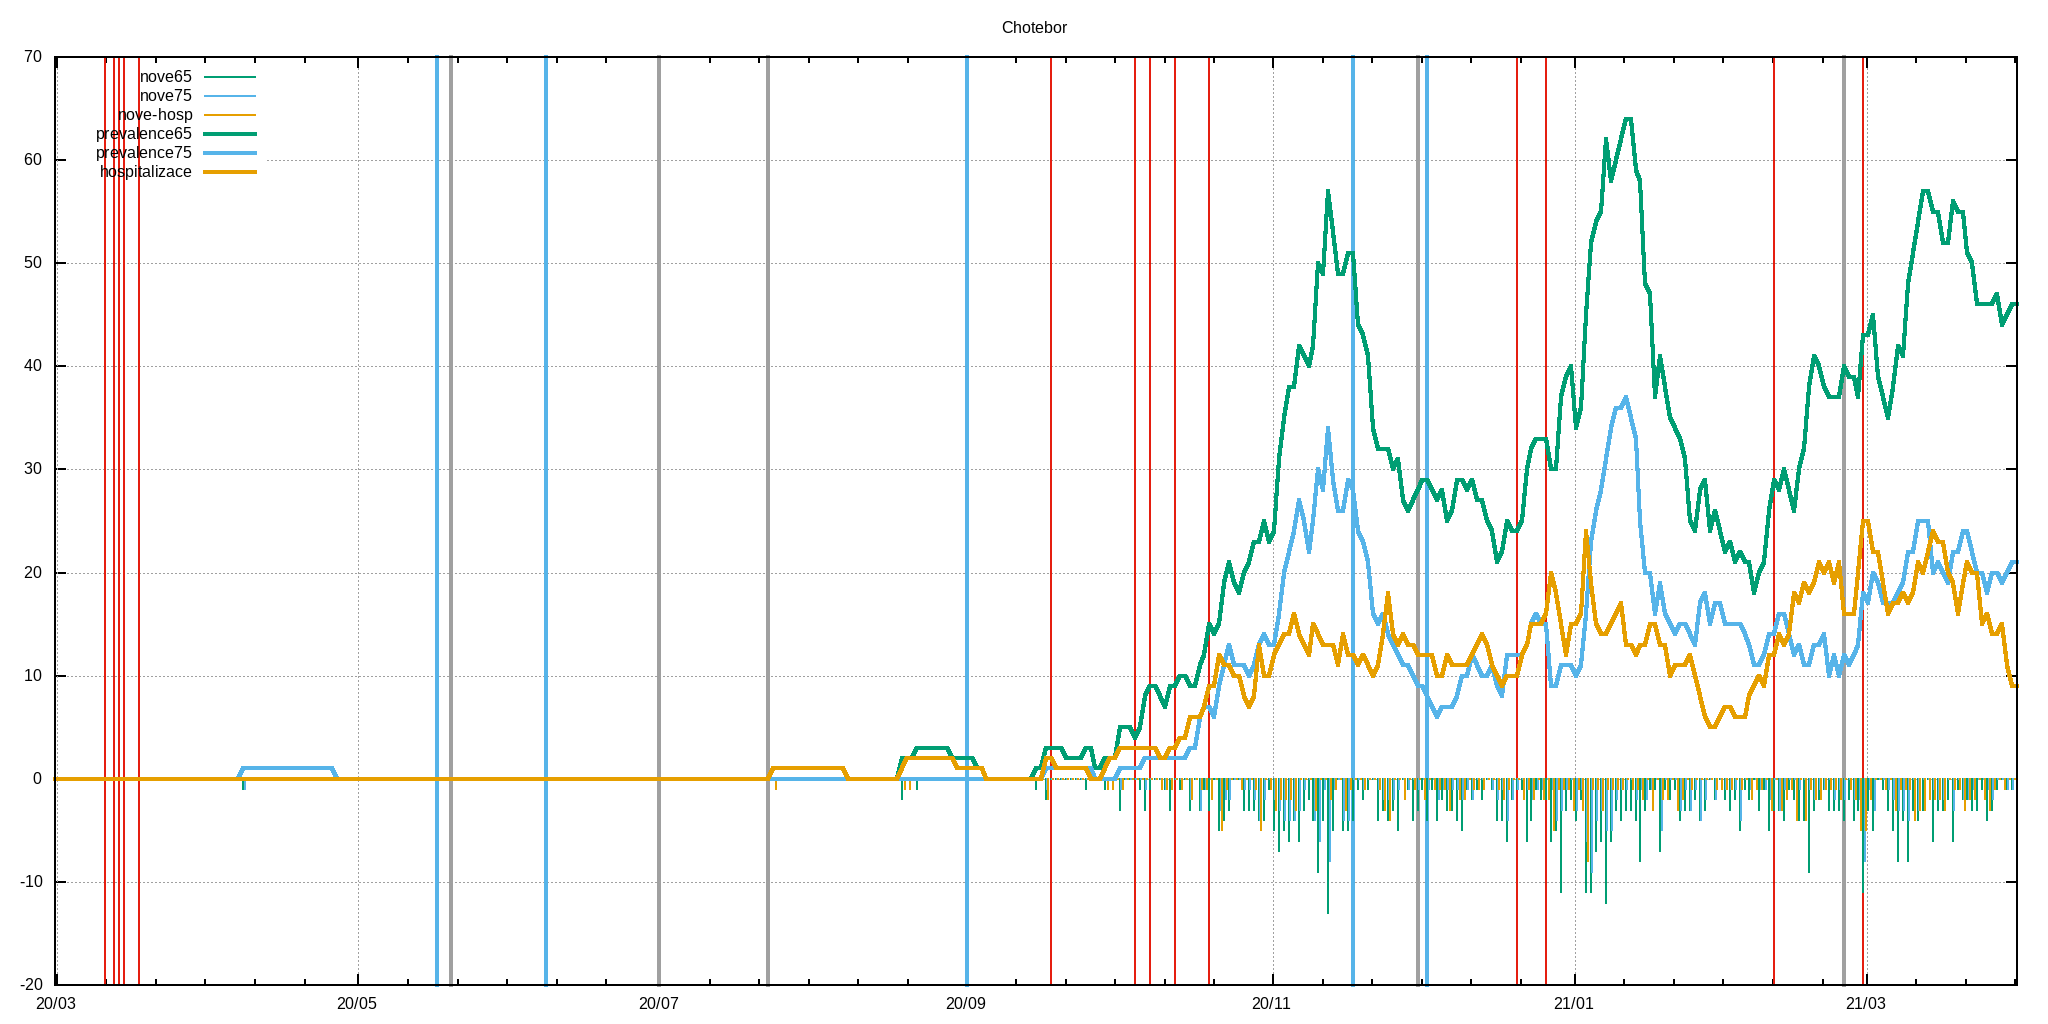 Chotebor
70
nove65
nove75
nove-hosp
prevalence65
prevalence75
hospitalizace
60
50
40
30
20
10
0
-10
-20
20/03 20/05 20/07 20/09 20/11 21/01 21/03